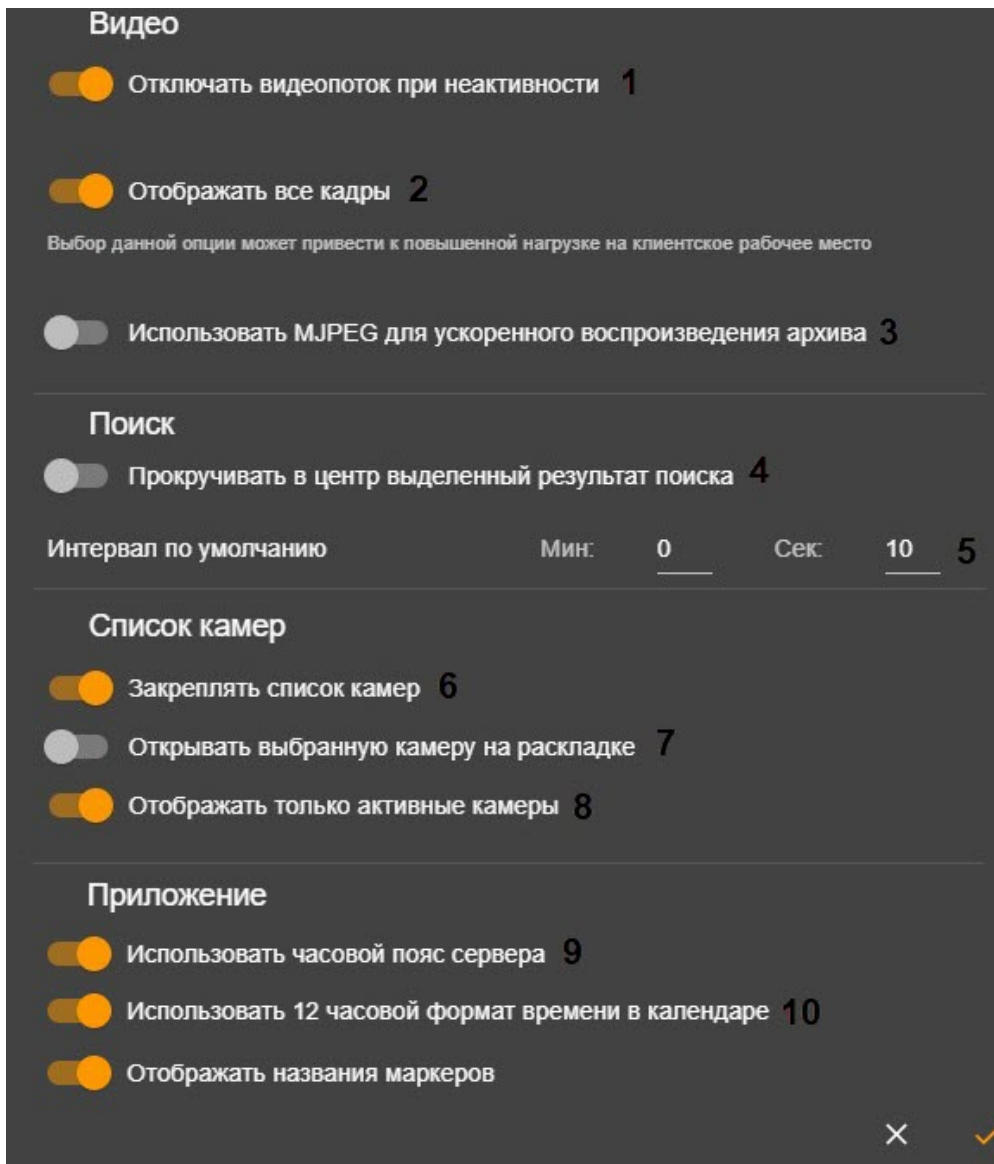 Видео
Отключать видеопоток при неактивности 1
Отображать все кадры 2
Выбор данной опции может привести к повышенной нагрузке на клиентское рабочее место
Использовать MJPEG для ускоренного воспроизведения архива 3
Поиск
Прокручивать в центр выделенный результат поиска 4
Интервал по умолчанию Мин: 0 Сек: 10 5
Список камер
Закреплять список камер 6
Открывать выбранную камеру на раскладке 7
Отображать только активные камеры 8
Приложение
Использовать часовой пояс сервера 9
Использовать 12 часовой формат времени в календаре 10
Отображать названия маркеров